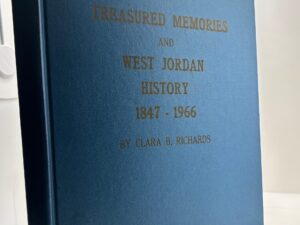 TREASURED MEMORIES
AND
WEST JORDAN
HISTORY
1847 - 1966
BY CLARA B. RICHARDS